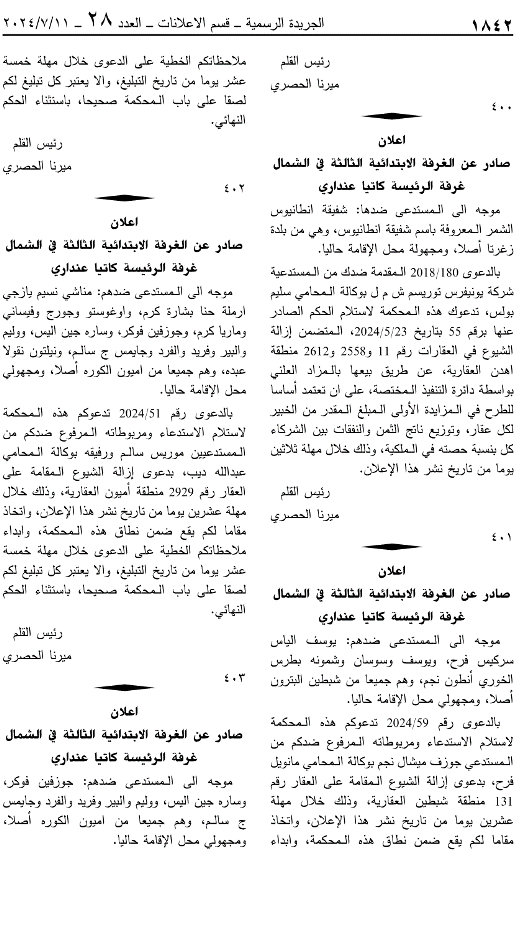 ١٨٤٢
الجريدة الرسمية ـ قسم الاعلانات ـ العدد ٢٨ ـ ٢٠٢٤/٧/١١
رئيس القلم
ميرنا الحصري
٤٠٠
اعلان
صادر عن الغرفة الابتدائية الثالثة في الشمال
غرفة الرئيسة كاتيا عنداري
موجه الى المستدعى ضدها: شفيقة انطانيوس
الشمر المعروفة باسم شفيقة انطانيوس، وهي من بلدة
زغرتا أصلا، ومجهولة محل الإقامة حاليا.
بالدعوى 2018/180 المقدمة ضدك من المستدعية
شركة يونيفرس توريسم ش م ل بوكالة المحامي سليم
بولس، تدعوك هذه المحكمة لاستلام الحكم الصادر
عنها برقم 55 بتاريخ 2024/5/23، المتضمن إزالة
الشيوع في العقارات رقم 11 و2558 و2612 منطقة
اهدن العقارية، عن طريق بيعها بالمزاد العلني
بواسطة دائرة التنفيذ المختصة، على ان تعتمد أساسا
للطرح في المزايدة الأولى المبلغ المقدر من الخبير
لكل عقار، وتوزيع ناتج الثمن والنفقات بين الشركاء
كل بنسبة حصته في الملكية، وذلك خلال مهلة ثلاثين
يوما من تاريخ نشر هذا الإعلان.
رئيس القلم
ميرنا الحصري
٤٠١
اعلان
صادر عن الغرفة الابتدائية الثالثة في الشمال
غرفة الرئيسة كاتيا عنداري
موجه الى المستدعى ضدهم: يوسف الياس
سركيس فرح، ويوسف وسوسان وشمونه بطرس
الخوري أنطون نجم، وهم جميعا من شبطين البترون
أصلا، ومجهولي محل الإقامة حاليا.
بالدعوى رقم 2024/59 تدعوكم هذه المحكمة
لاستلام الاستدعاء ومربوطاته المرفوع ضدكم من
المستدعي جوزف ميشال نجم بوكالة المحامي مانويل
فرح، بدعوى إزالة الشيوع المقامة على العقار رقم
131 منطقة شبطين العقارية، وذلك خلال مهلة
عشرين يوما من تاريخ نشر هذا الإعلان، واتخاذ
مقاما لكم يقع ضمن نطاق هذه المحكمة، وابداء
ملاحظاتكم الخطية على الدعوى خلال مهلة خمسة
عشر يوما من تاريخ التبليغ، والا يعتبر كل تبليغ لكم
لصقا على باب المحكمة صحيحا، باستثناء الحكم
النهائي.
رئيس القلم
ميرنا الحصري
٤٠٢
اعلان
صادر عن الغرفة الابتدائية الثالثة في الشمال
غرفة الرئيسة كاتيا عنداري
موجه الى المستدعى ضدهم: مناشي نسيم يازجي
ارملة حنا بشارة كرم، واوغوستو وجورج وفيساني
وماريا كرم، وجوزفين فوكر، وساره جين اليس، ووليم
والبير وفريد والفرد وجايمس ج سالم، ونيلتون نقولا
عبده، وهم جميعا من اميون الكوره أصلا، ومجهولي
محل الإقامة حاليا.
بالدعوى رقم 2024/51 تدعوكم هذه المحكمة
لاستلام الاستدعاء ومربوطاته المرفوع ضدكم من
المستدعيين موريس سالم ورفيقه بوكالة المحامي
عبدالله ديب، بدعوى إزالة الشيوع المقامة على
العقار رقم 2929 منطقة أميون العقارية، وذلك خلال
مهلة عشرين يوما من تاريخ نشر هذا الإعلان، واتخاذ
مقاما لكم يقع ضمن نطاق هذه المحكمة، وابداء
ملاحظاتكم الخطية على الدعوى خلال مهلة خمسة
عشر يوما من تاريخ التبليغ، والا يعتبر كل تبليغ لكم
لصقا على باب المحكمة صحيحا، باستثناء الحكم
النهائي.
رئيس القلم
ميرنا الحصري
٤٠٣
اعلان
صادر عن الغرفة الابتدائية الثالثة في الشمال
غرفة الرئيسة كاتيا عنداري
موجه الى المستدعى ضدهم: جوزفين فوكر،
وساره جين اليس، ووليم والبير وفريد والفرد وجايمس
ج سالم، وهم جميعا من اميون الكوره أصلا،
ومجهولي محل الإقامة حاليا.